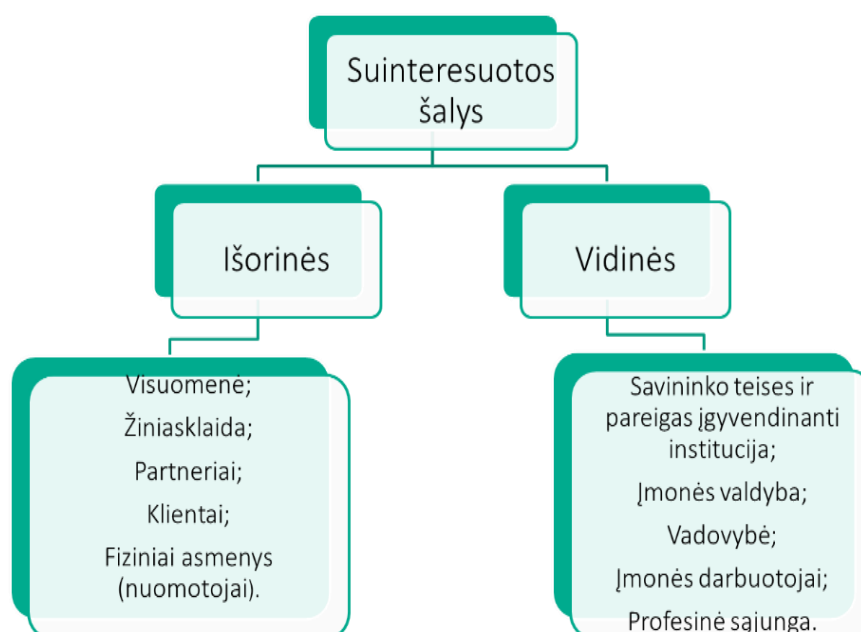 Suinteresuotos
šalys
Išorinės
Vidinės
Visuomenė;
Žiniasklaida;
Partneriai;
Klientai;
Fiziniai asmenys
(nuomotojai).
Savininko teises ir
pareigas įgyvendinanti
institucija;
Įmonės valdyba;
Vadovybė;
Įmonės darbuotojai;
Profesinė sąjunga.